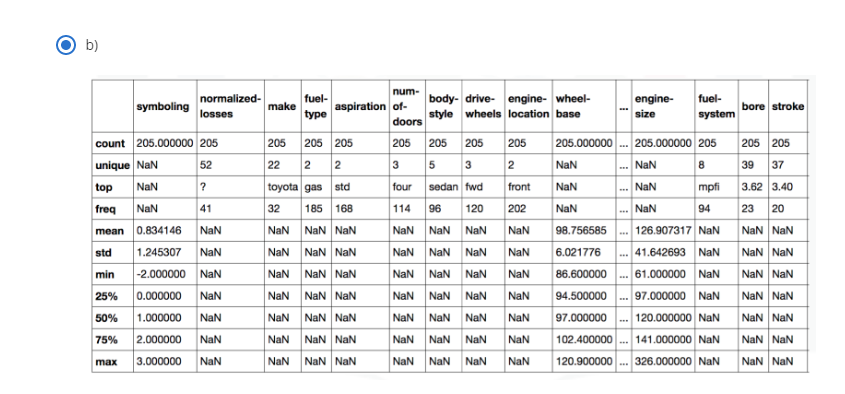 b)
symboling normalized-losses make fuel-type aspiration num-of-doors body-style drive-wheels engine-location wheel-base ... engine-size fuel-system bore stroke
count 205.000000 205 205 205 205 205 205 205 205 205.000000 ... 205.000000 205 205 205
unique NaN 52 22 2 2 3 5 3 2 NaN ... NaN 8 39 37
top NaN ? toyota gas std four sedan fwd front NaN ... NaN mpfi 3.62 3.40
freq NaN 41 32 185 168 114 96 120 202 NaN ... NaN 94 23 20
mean 0.834146 NaN NaN NaN NaN NaN NaN NaN NaN 98.756585 ... 126.907317 NaN NaN NaN
std 1.245307 NaN NaN NaN NaN NaN NaN NaN NaN 6.021776 ... 41.642693 NaN NaN NaN
min -2.000000 NaN NaN NaN NaN NaN NaN NaN NaN 86.600000 ... 61.000000 NaN NaN NaN
25% 0.000000 NaN NaN NaN NaN NaN NaN NaN NaN 94.500000 ... 97.000000 NaN NaN NaN
50% 1.000000 NaN NaN NaN NaN NaN NaN NaN NaN 97.000000 ... 120.000000 NaN NaN NaN
75% 2.000000 NaN NaN NaN NaN NaN NaN NaN NaN 102.400000 ... 141.000000 NaN NaN NaN
max 3.000000 NaN NaN NaN NaN NaN NaN NaN NaN 120.900000 ... 326.000000 NaN NaN NaN